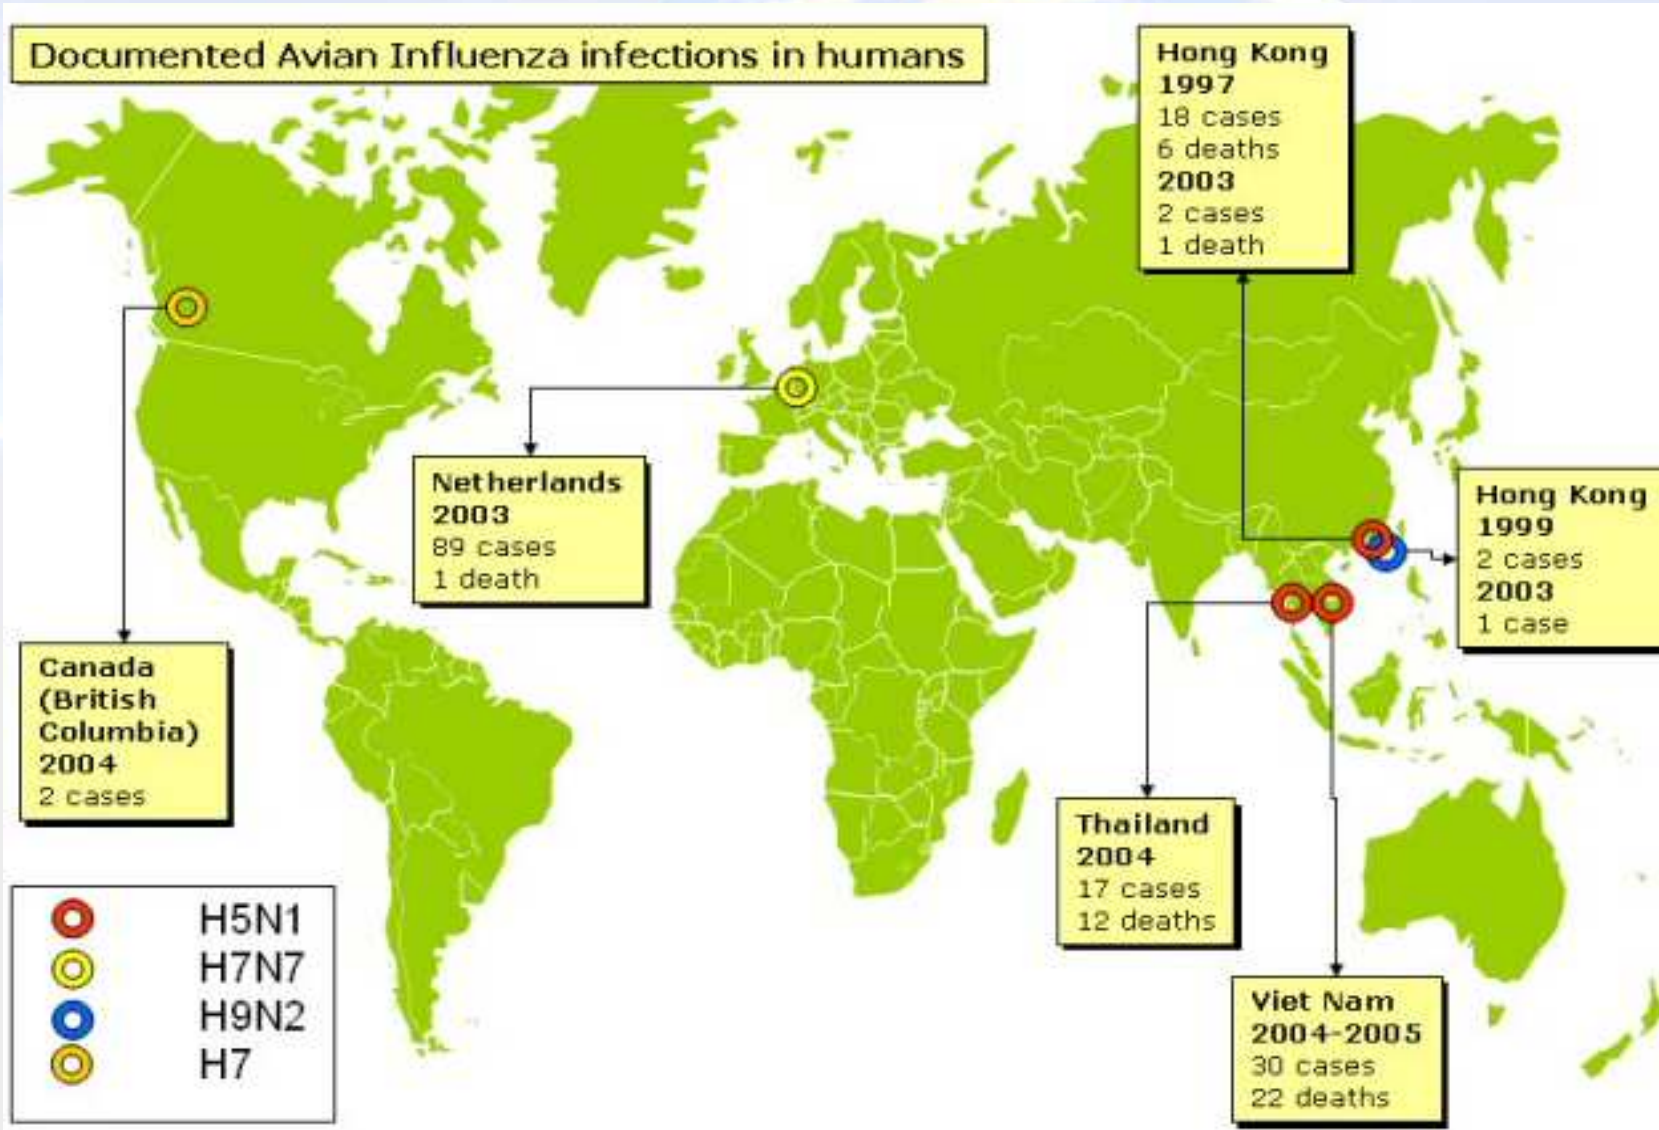 Documented Avian Influenza infections in humans
Hong Kong
1997
18 cases
6 deaths
2003
2 cases
1 death
Netherlands
2003
89 cases
1 death
Hong Kong
1999
2 cases
2003
1 case
Canada
(British
Columbia)
2004
2 cases
Thailand
2004
17 cases
12 deaths
Viet Nam
2004-2005
30 cases
22 deaths
H5N1
H7N7
H9N2
H7